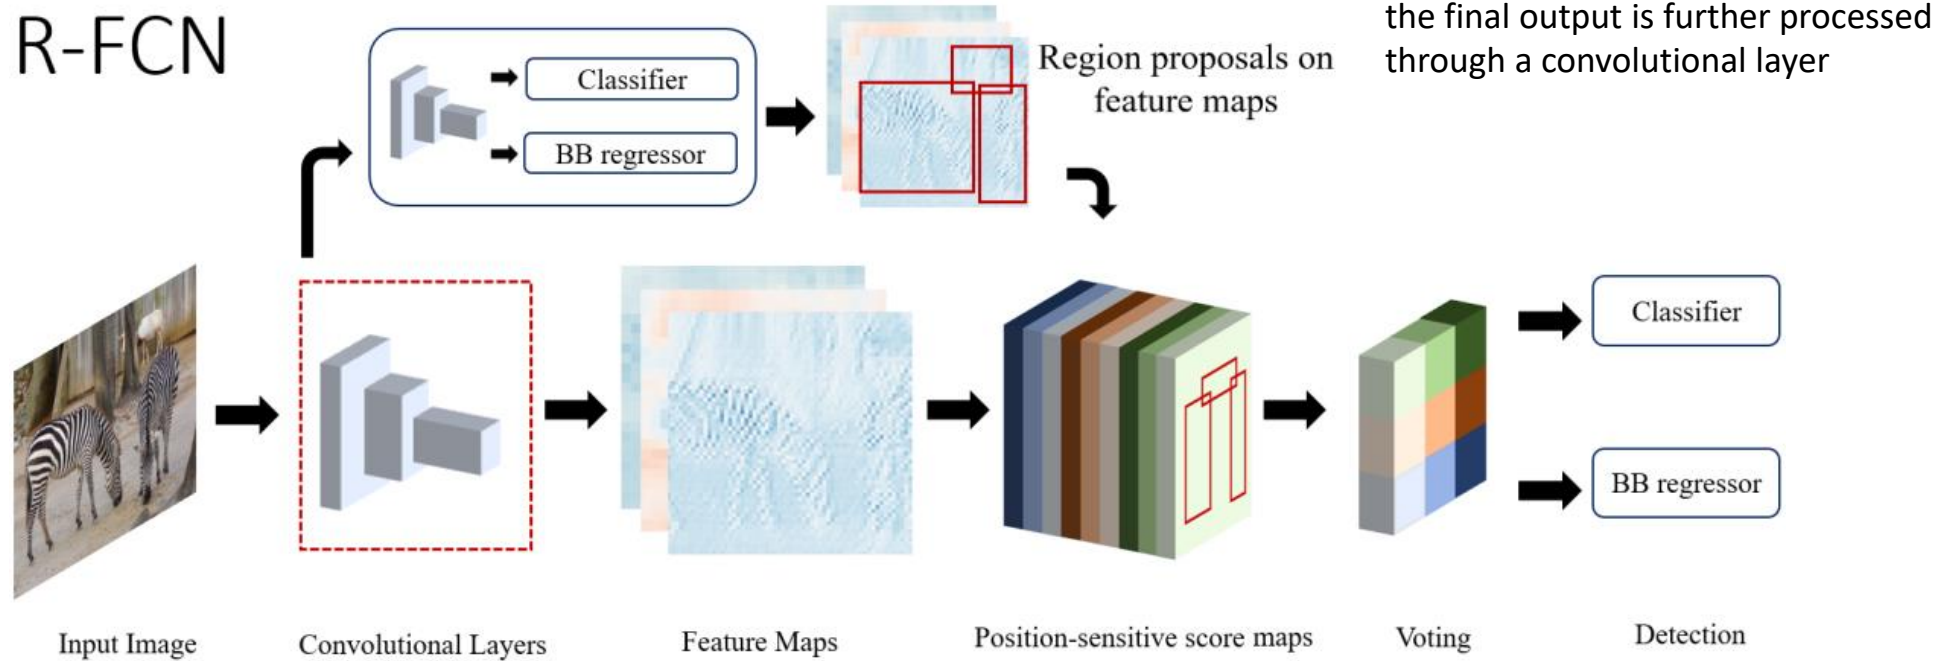 R-FCN
the final output is further processed
through a convolutional layer
Classifier
BB regressor
Region proposals on
feature maps
Classifier
BB regressor
Input Image
Convolutional Layers
Feature Maps
Position-sensitive score maps
Voting
Detection